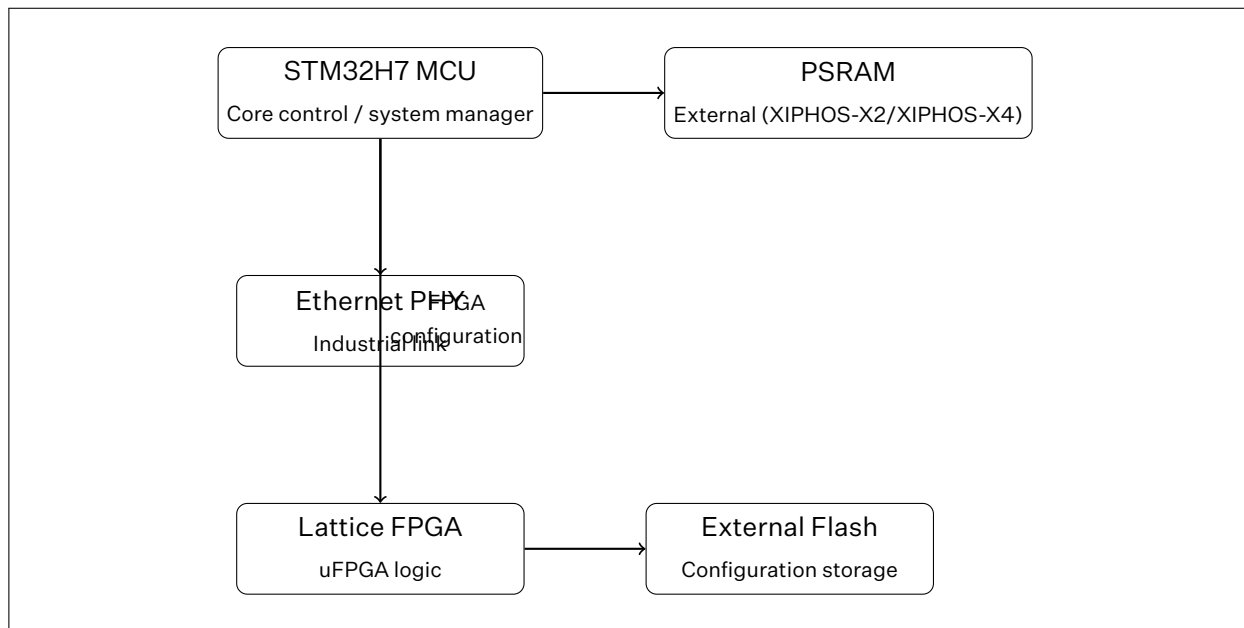 STM32H7 MCU
Core control / system manager
PSRAM
External (XIPHOS-X2/XIPHOS-X4)
Ethernet PHY
Industrial link
FPGA
configuration
Lattice FPGA
uFPGA logic
External Flash
Configuration storage